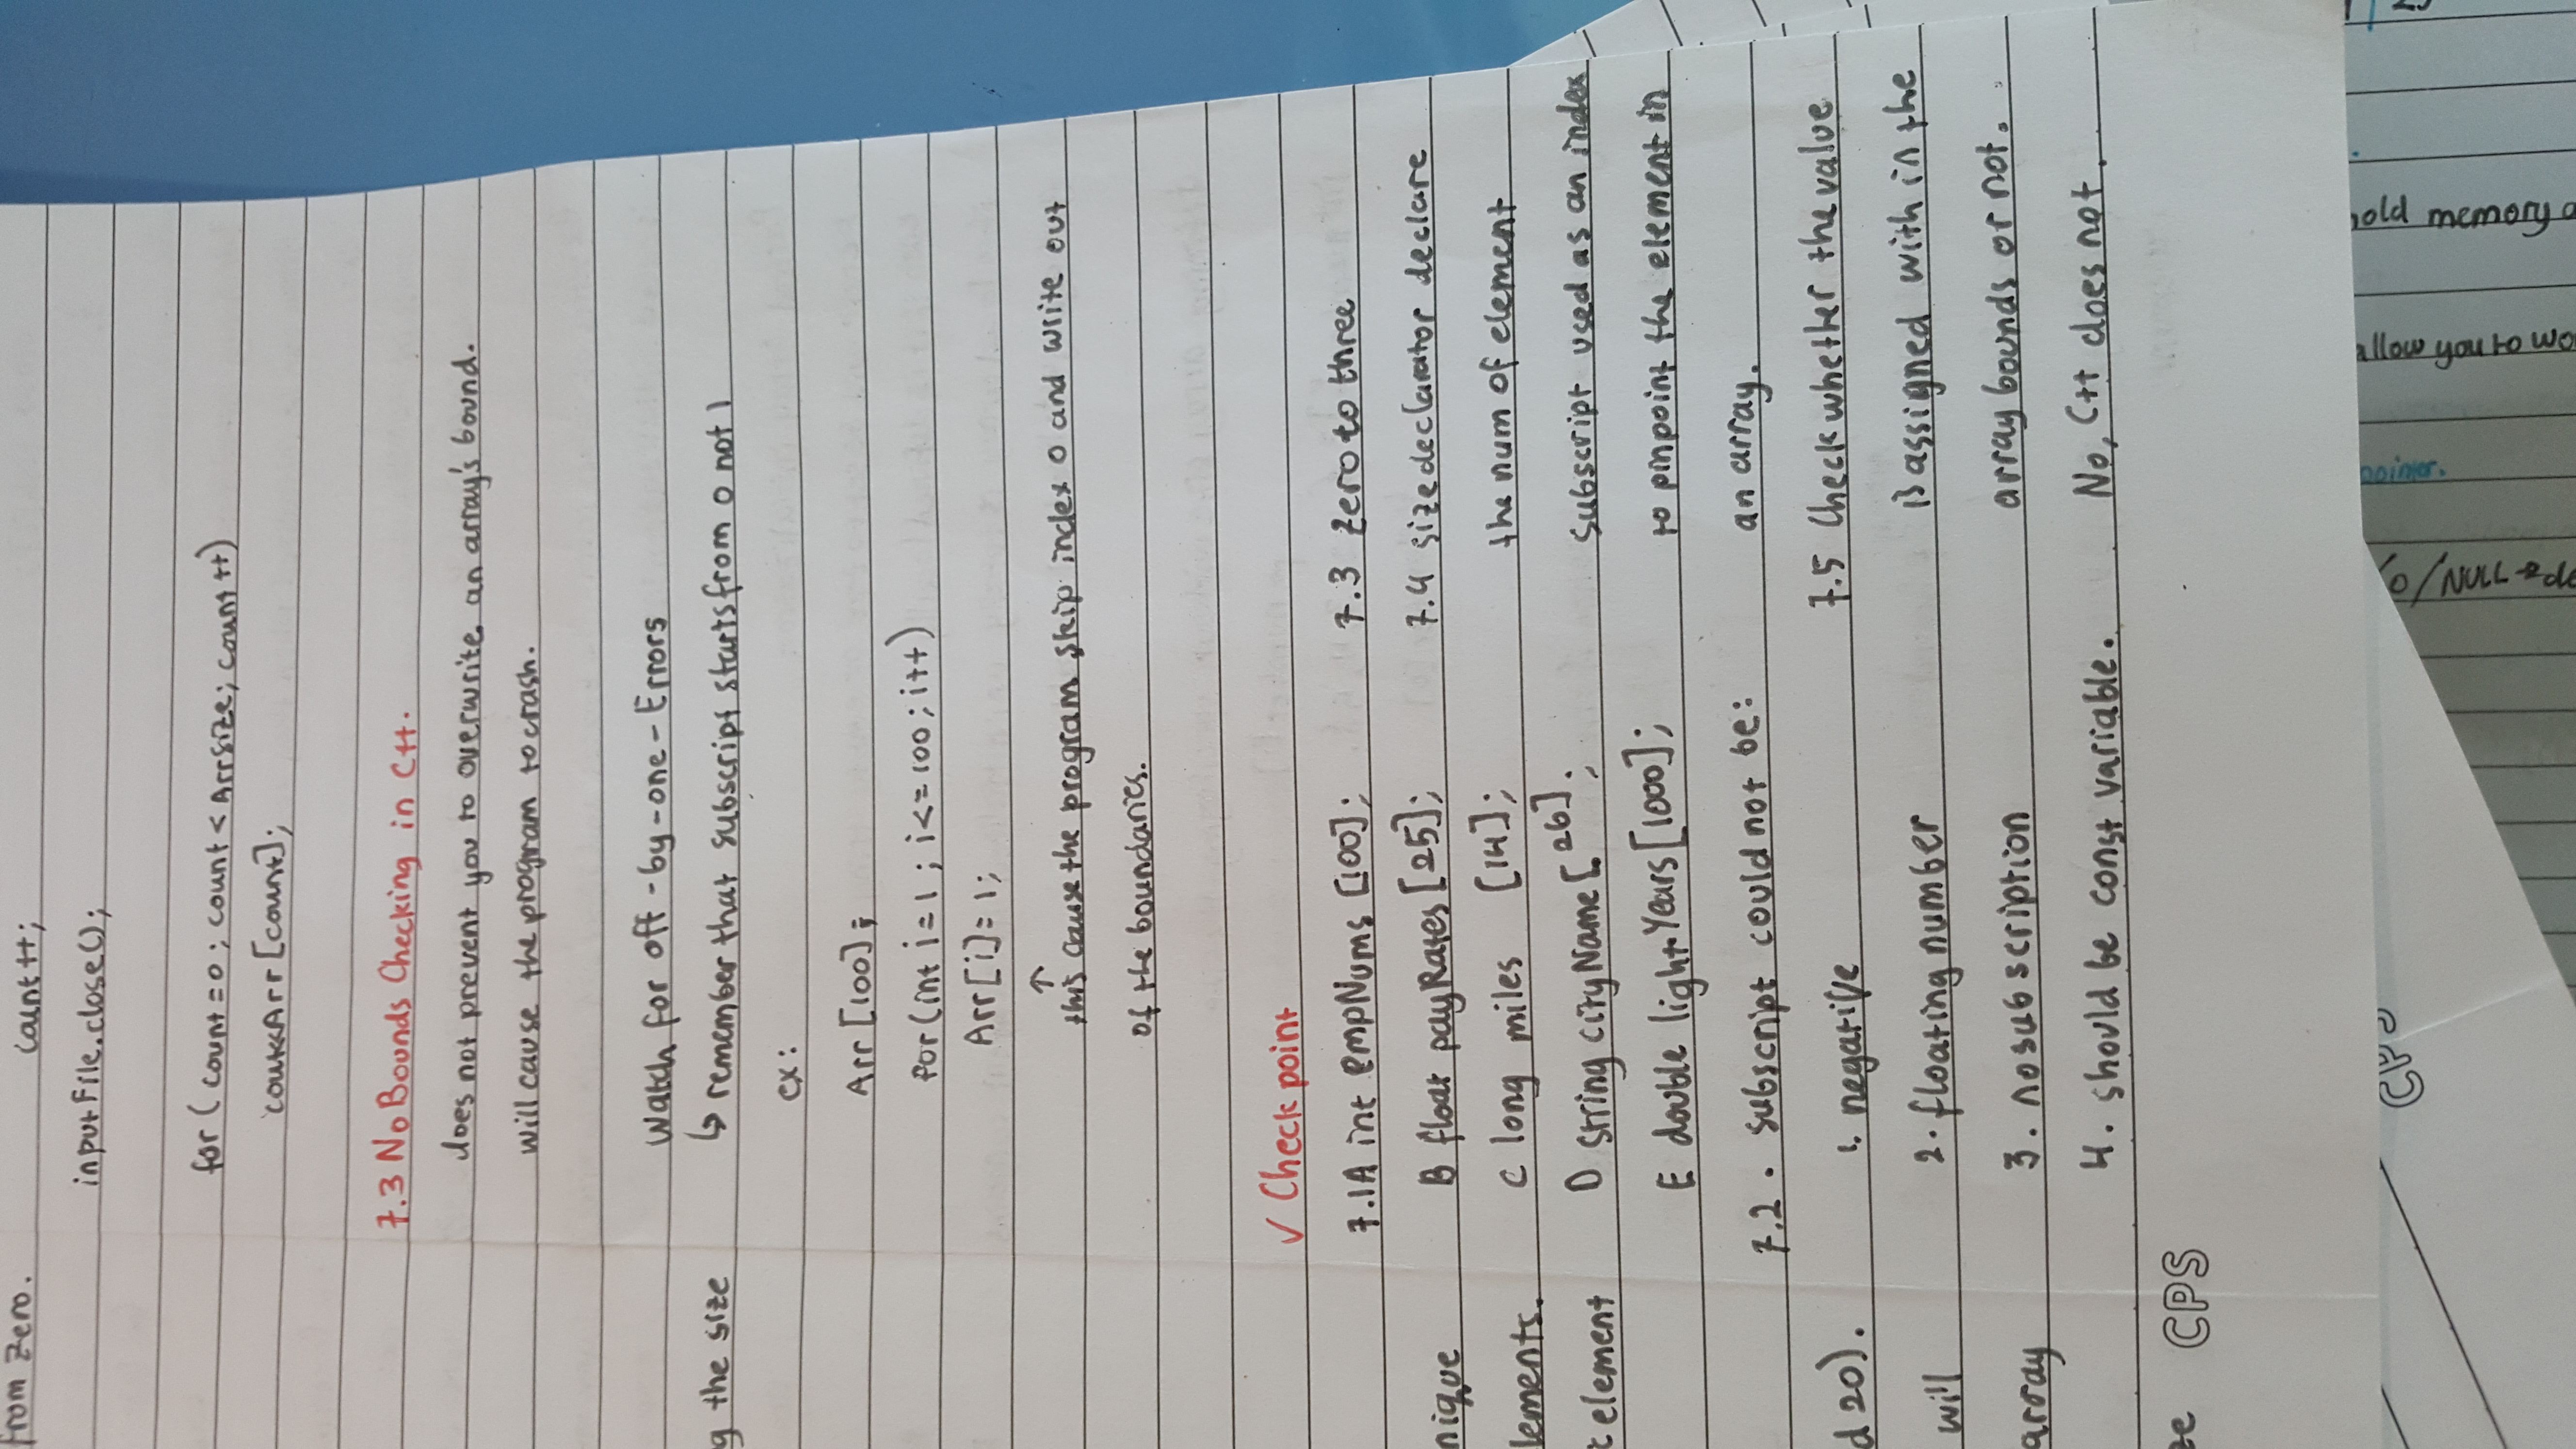 from Zero.
count++;
inputFile.close();
for (count=0; count<ArrSize; count++)
cout<<Arr[count];
7.3 No Bounds Checking in C++.
does not prevent you to overwrite an array's bound.
will cause the program to crash.
Watch for off-by-one-Errors
g the size
↳ remember that subscript starts from 0 not 1
ex:
Arr[100];
for(int i=1; i<=100; i++)
Arr[i]=1;
↑
this cause the program skip index 0 and write out
of the boundaries.
✓ Check point
7.1A int empNums [100];
nique
B float payRates [25];
lements.
C long miles [14];
t element
D string cityName[26];
E double lightYears[1000];
7.2. subscript could not be:
d 20).
1. negative
will
2. floating number
array
3. no subscription
4. should be const variable.
7.3 Zero to three
7.4 size declarator declare
the num of element
subscript used as an index
to pinpoint the element in
an array.
7.5 Check whether the value
is assigned with in the
array bounds or not.
No, C++ does not.
ze
CPS
CPS
0/NULL → de
pointer.
allow you to wo
hold memory a